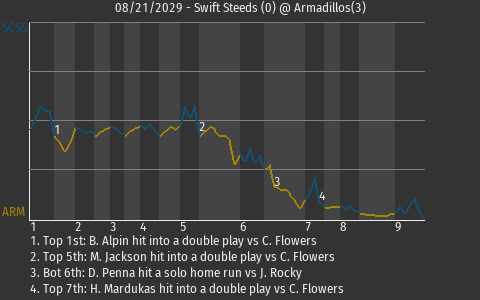 08/21/2029 - Swift Steeds (0) @ Armadillos(3)
SCSS
1
2
3
4
ARM
1 2 3 4 5 6 7 8 9
1. Top 1st: B. Alpin hit into a double play vs C. Flowers
2. Top 5th: M. Jackson hit into a double play vs C. Flowers
3. Bot 6th: D. Penna hit a solo home run vs J. Rocky
4. Top 7th: H. Mardukas hit into a double play vs C. Flowers